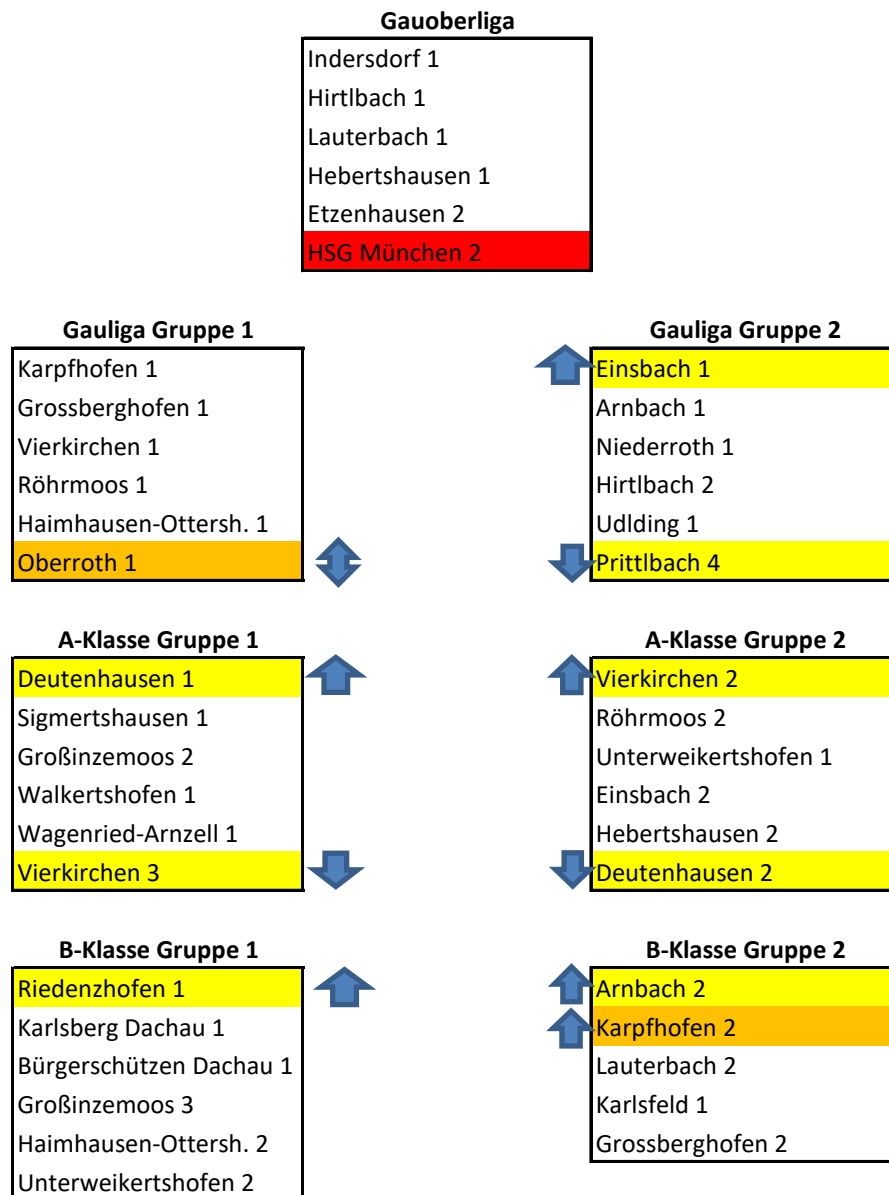 Gauoberliga
Indersdorf 1
Hirtlbach 1
Lauterbach 1
Hebertshausen 1
Etzenhausen 2
HSG München 2
Gauliga Gruppe 1
Karpfhofen 1
Grossberghofen 1
Vierkirchen 1
Röhrmoos 1
Haimhausen-Ottersh. 1
Oberroth 1
Gauliga Gruppe 2
Einsbach 1
Arnbach 1
Niederroth 1
Hirtlbach 2
Udlding 1
Prittlbach 4
A-Klasse Gruppe 1
Deutenhausen 1
Sigmertshausen 1
Großinzemoos 2
Walkertshofen 1
Wagenried-Arnzell 1
Vierkirchen 3
A-Klasse Gruppe 2
Vierkirchen 2
Röhrmoos 2
Unterweikertshofen 1
Einsbach 2
Hebertshausen 2
Deutenhausen 2
B-Klasse Gruppe 1
Riedenzhofen 1
Karlsberg Dachau 1
Bürgerschützen Dachau 1
Großinzemoos 3
Haimhausen-Ottersh. 2
Unterweikertshofen 2
B-Klasse Gruppe 2
Arnbach 2
Karpfhofen 2
Lauterbach 2
Karlsfeld 1
Grossberghofen 2